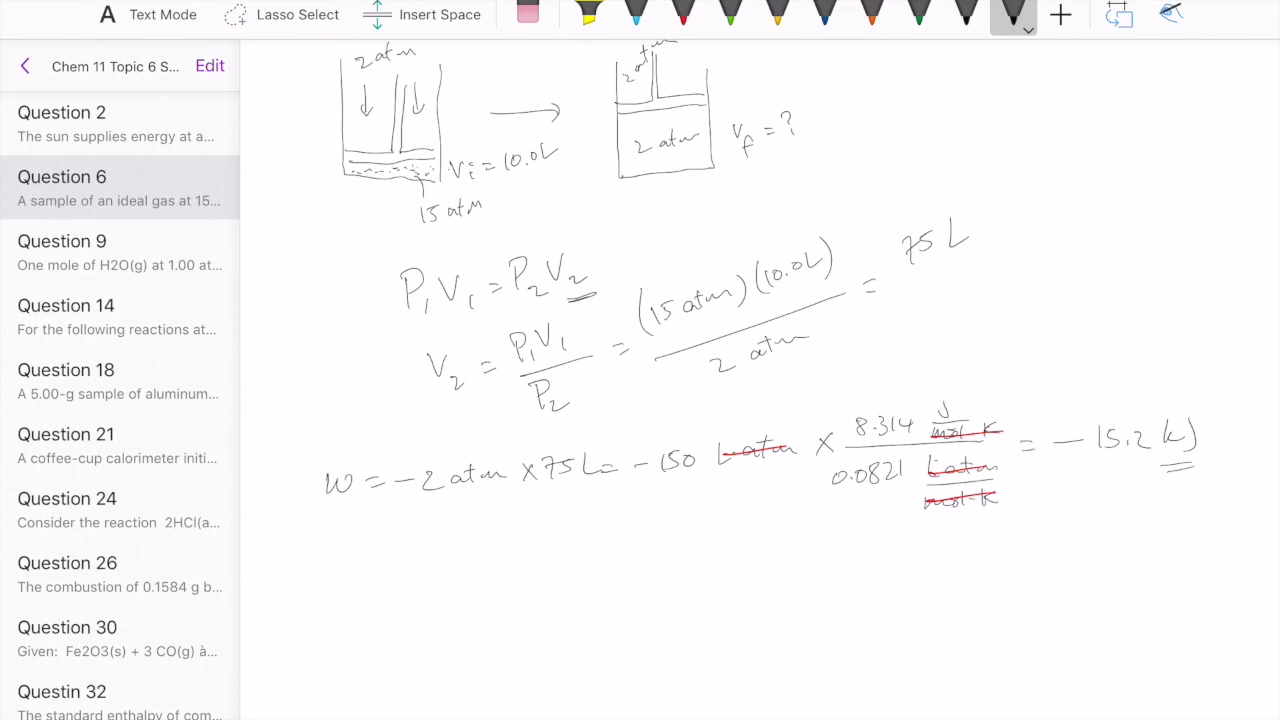 A Text Mode Lasso Select Insert Space
Chem 11 Topic 6 S... Edit
Question 2
The sun supplies energy at a...
Question 6
A sample of an ideal gas at 15...
Question 9
One mole of H2O(g) at 1.00 at...
Question 14
For the following reactions at...
Question 18
A 5.00-g sample of aluminum...
Question 21
A coffee-cup calorimeter initi...
Question 24
Consider the reaction 2HCl(a...
Question 26
The combustion of 0.1584 g b...
Question 30
Given: Fe2O3(s) + 3 CO(g) à...
Questin 32
The standard enthalpy of com...
2 atm
Vi = 10.0L
15 atm
2 atm
2 atm
Vf = ?
P₁V₁ = P₂V₂
V₂ = P₁V₁/P₂ = (15 atm)(10.0L)/2 atm = 75 L
w = -2 atm × 75 L = -150 L·atm × 8.314 J/mol·K / 0.0821 L·atm/mol·K = -15.2 kJ